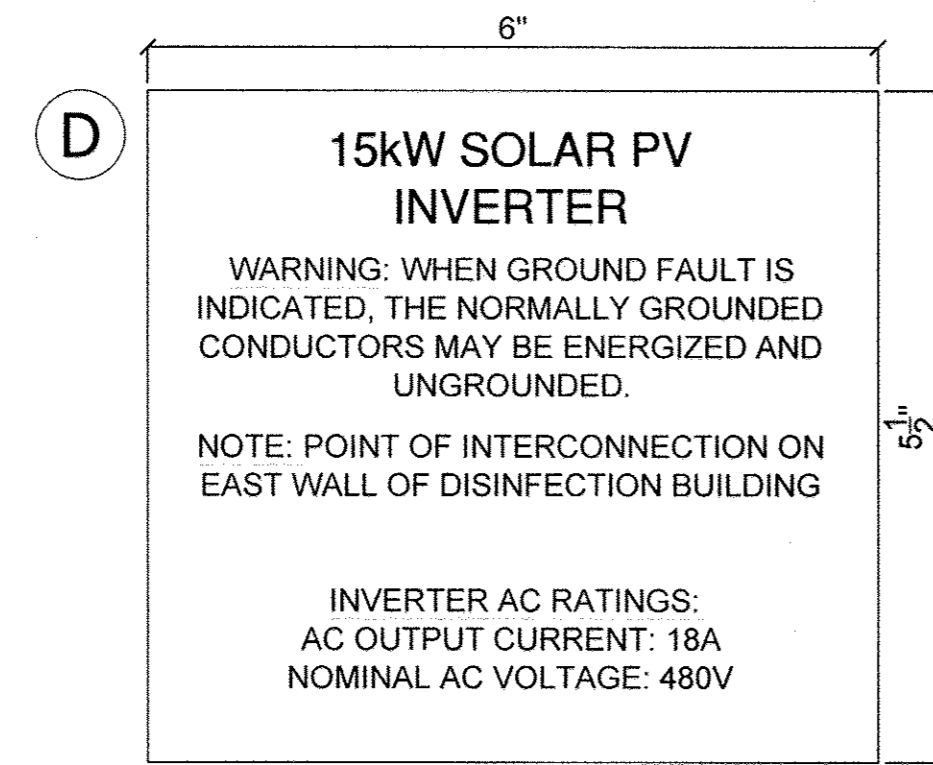 6"
D
15kW SOLAR PV
INVERTER
WARNING: WHEN GROUND FAULT IS
INDICATED, THE NORMALLY GROUNDED
CONDUCTORS MAY BE ENERGIZED AND
UNGROUNDED.
NOTE: POINT OF INTERCONNECTION ON
EAST WALL OF DISINFECTION BUILDING
INVERTER AC RATINGS:
AC OUTPUT CURRENT: 18A
NOMINAL AC VOLTAGE: 480V
5 1/2"